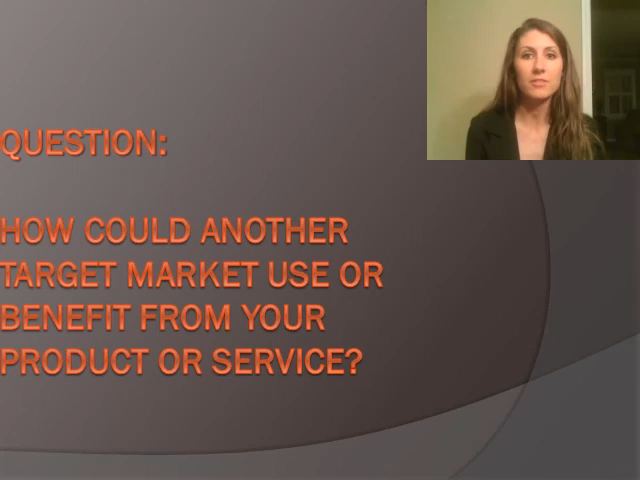 QUESTION:
HOW COULD ANOTHER
TARGET MARKET USE OR
BENEFIT FROM YOUR
PRODUCT OR SERVICE?